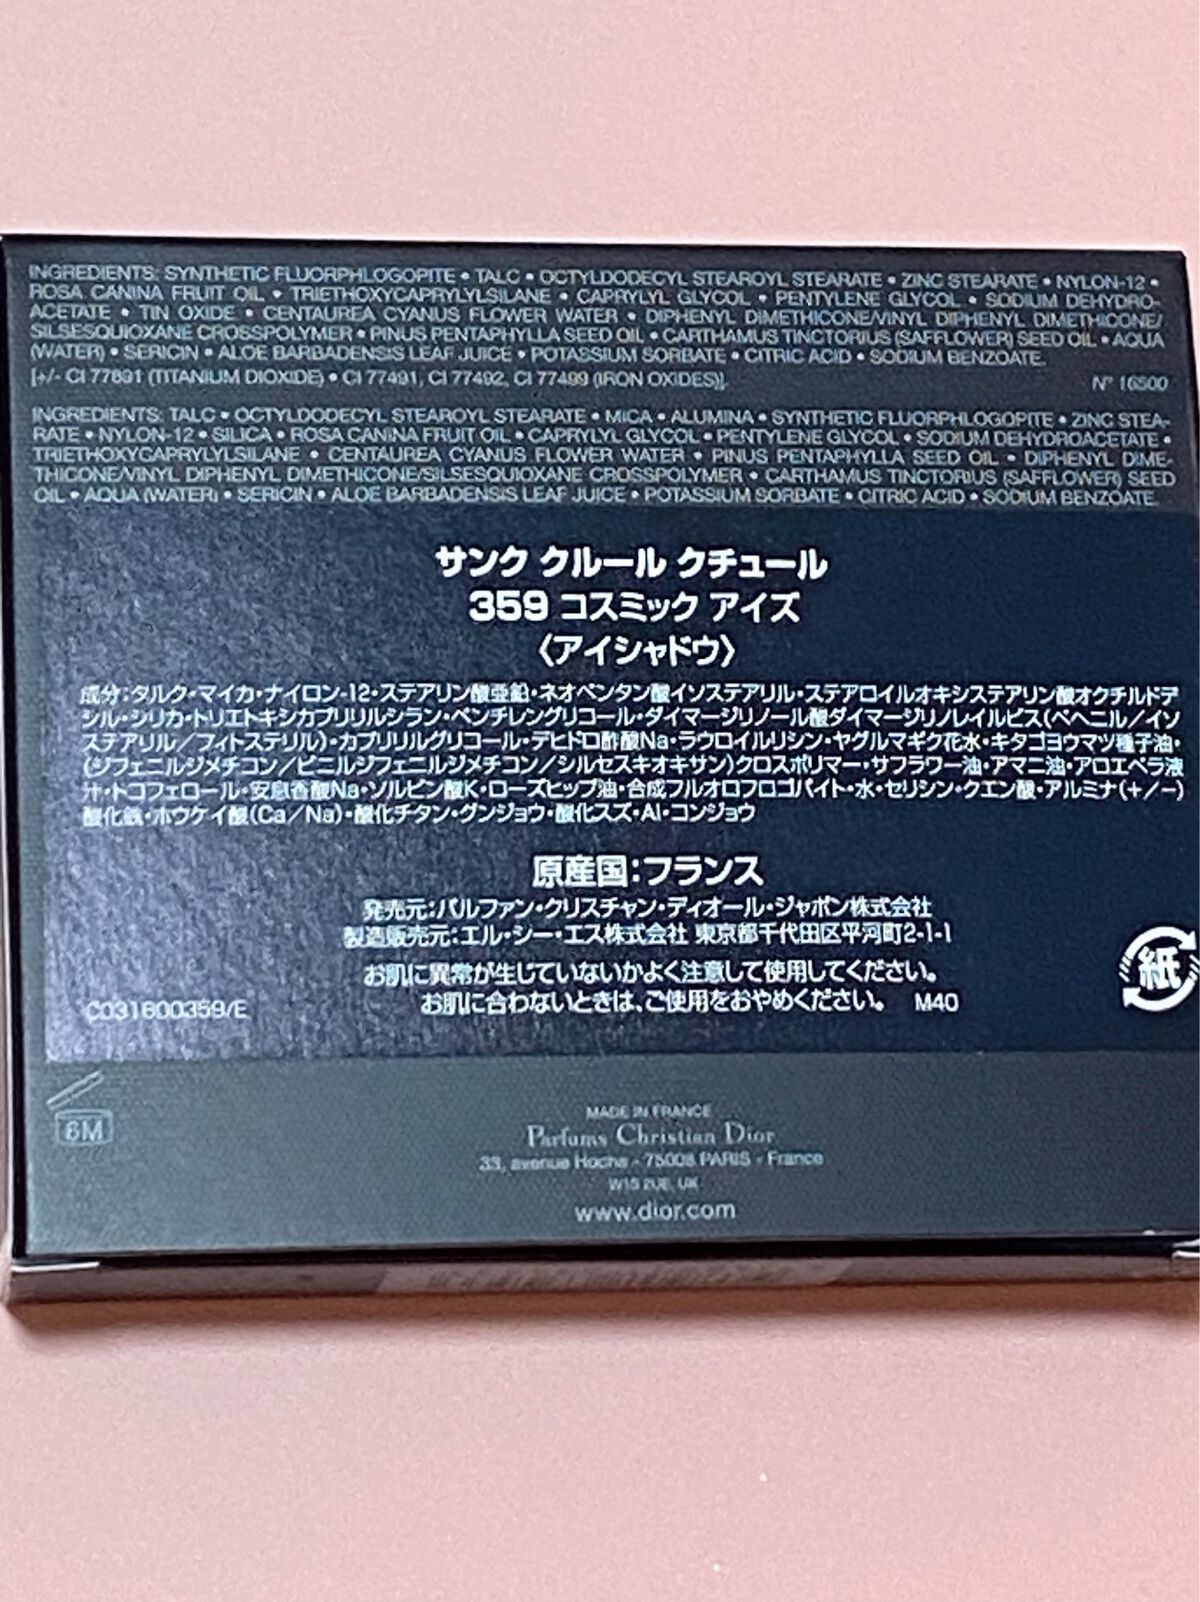 INGREDIENTS: SYNTHETIC FLUORPHLOGOPITE • TALC • OCTYLDODECYL STEAROYL STEARATE • ZINC STEARATE • NYLON-12 •
ROSA CANINA FRUIT OIL • TRIETHOXYCAPRYLYLSILANE • CAPRYLYL GLYCOL • PENTYLENE GLYCOL • SODIUM DEHYDRO-
ACETATE • TIN OXIDE • CENTAUREA CYANUS FLOWER WATER • DIPHENYL DIMETHICONE/VINYL DIPHENYL DIMETHICONE/
SILSESQUIOXANE CROSSPOLYMER • PINUS PENTAPHYLLA SEED OIL • CARTHAMUS TINCTORIUS (SAFFLOWER) SEED OIL • AQUA
(WATER) • SERICIN • ALOE BARBADENSIS LEAF JUICE • POTASSIUM SORBATE • CITRIC ACID • SODIUM BENZOATE.
[+/- CI 77891 (TITANIUM DIOXIDE) • CI 77491, CI 77492, CI 77499 (IRON OXIDES)]. N° 16500
INGREDIENTS: TALC • OCTYLDODECYL STEAROYL STEARATE • MICA • ALUMINA • SYNTHETIC FLUORPHLOGOPITE • ZINC STEA-
RATE • NYLON-12 • SILICA • ROSA CANINA FRUIT OIL • CAPRYLYL GLYCOL • PENTYLENE GLYCOL • SODIUM DEHYDROACETATE •
TRIETHOXYCAPRYLYLSILANE • CENTAUREA CYANUS FLOWER WATER • PINUS PENTAPHYLLA SEED OIL • DIPHENYL DIME-
THICONE/VINYL DIPHENYL DIMETHICONE/SILSESQUIOXANE CROSSPOLYMER • CARTHAMUS TINCTORIUS (SAFFLOWER) SEED
OIL • AQUA (WATER) • SERICIN • ALOE BARBADENSIS LEAF JUICE • POTASSIUM SORBATE • CITRIC ACID • SODIUM BENZOATE.
サンク クルール クチュール
359 コスミック アイズ
〈アイシャドウ〉
成分:タルク・マイカ・ナイロン-12・ステアリン酸亜鉛・ネオペンタン酸イソステアリル・ステアロイルオキシステアリン酸オクチルドデ
シル・シリカ・トリエトキシカプリリルシラン・ペンチレングリコール・ダイマージリノール酸ダイマージリノレイルビス(ベヘニル/イソ
ステアリル/フィトステリル)・カプリリルグリコール・デヒドロ酢酸Na・ラウロイルリシン・ヤグルマギク花水・キタゴヨウマツ種子油・
(ジフェニルジメチコン/ビニルジフェニルジメチコン/シルセスキオキサン)クロスポリマー・サフラワー油・アマニ油・アロエベラ液
汁・トコフェロール・安息香酸Na・ソルビン酸K・ローズヒップ油・合成フルオロフロゴパイト・水・セリシン・クエン酸・アルミナ(+/-)
酸化鉄・ホウケイ酸(Ca/Na)・酸化チタン・グンジョウ・酸化スズ・Al・コンジョウ
原産国:フランス
発売元:パルファン・クリスチャン・ディオール・ジャポン株式会社
製造販売元:エル・シー・エス株式会社 東京都千代田区平河町2-1-1
お肌に異常が生じていないかよく注意して使用してください。
お肌に合わないときは、ご使用をおやめください。 M40
C031600359/E
紙
6M
MADE IN FRANCE
Parfums Christian Dior
33, avenue Hoche - 75008 PARIS - France
W1S 2UE, UK
www.dior.com